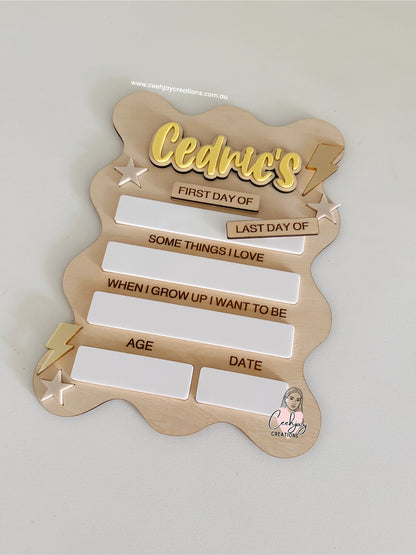 www.ceehjaycreations.com.au
Cedric's
FIRST DAY OF
LAST DAY OF
SOME THINGS I LOVE
WHEN I GROW UP I WANT TO BE
AGE
DATE
Ceehjay
CREATIONS